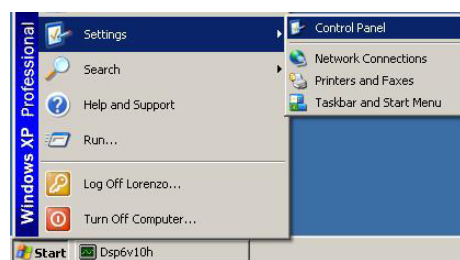 Windows XP Professional
Settings
Search
Help and Support
Run...
Log Off Lorenzo...
Turn Off Computer...
Control Panel
Network Connections
Printers and Faxes
Taskbar and Start Menu
Start
Dsp6v10h